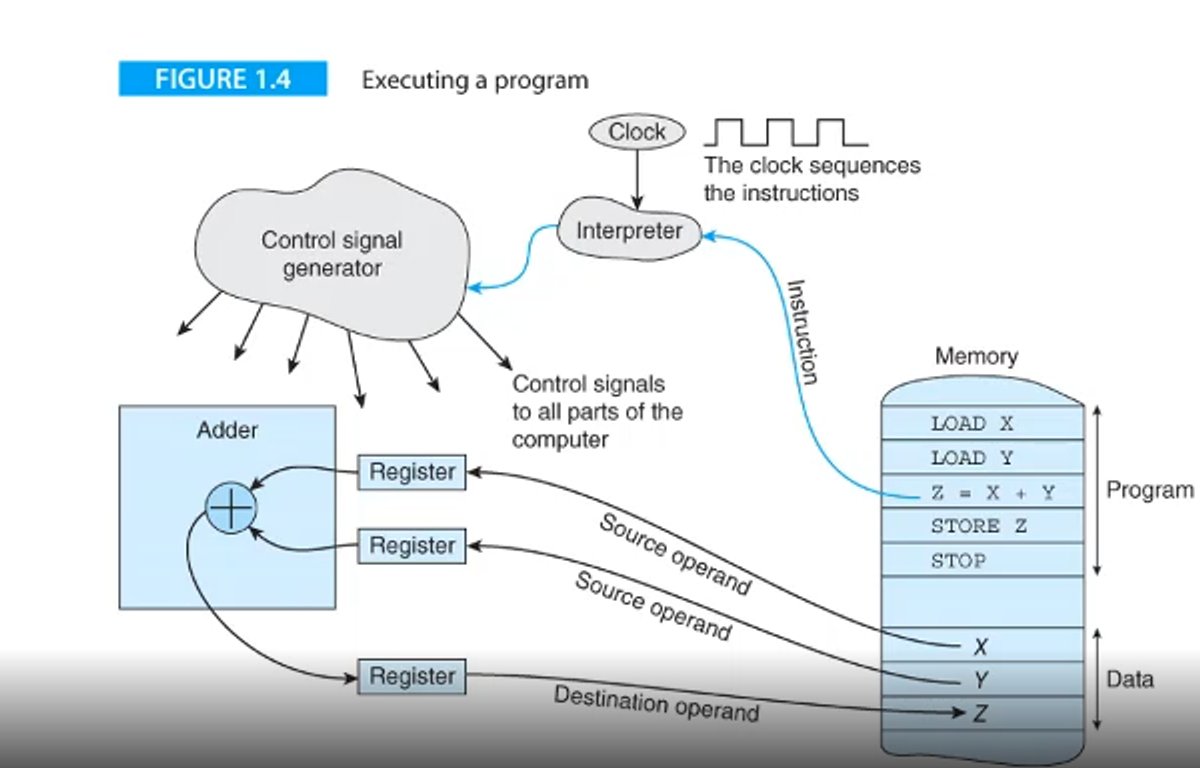 FIGURE 1.4 Executing a program
Clock
The clock sequences
the instructions
Interpreter
Control signal
generator
Instruction
Control signals
to all parts of the
computer
Memory
LOAD X
LOAD Y
Z = X + Y
STORE Z
STOP
Program
Adder
Register
Register
Source operand
Source operand
X
Y
Z
Data
Register
Destination operand